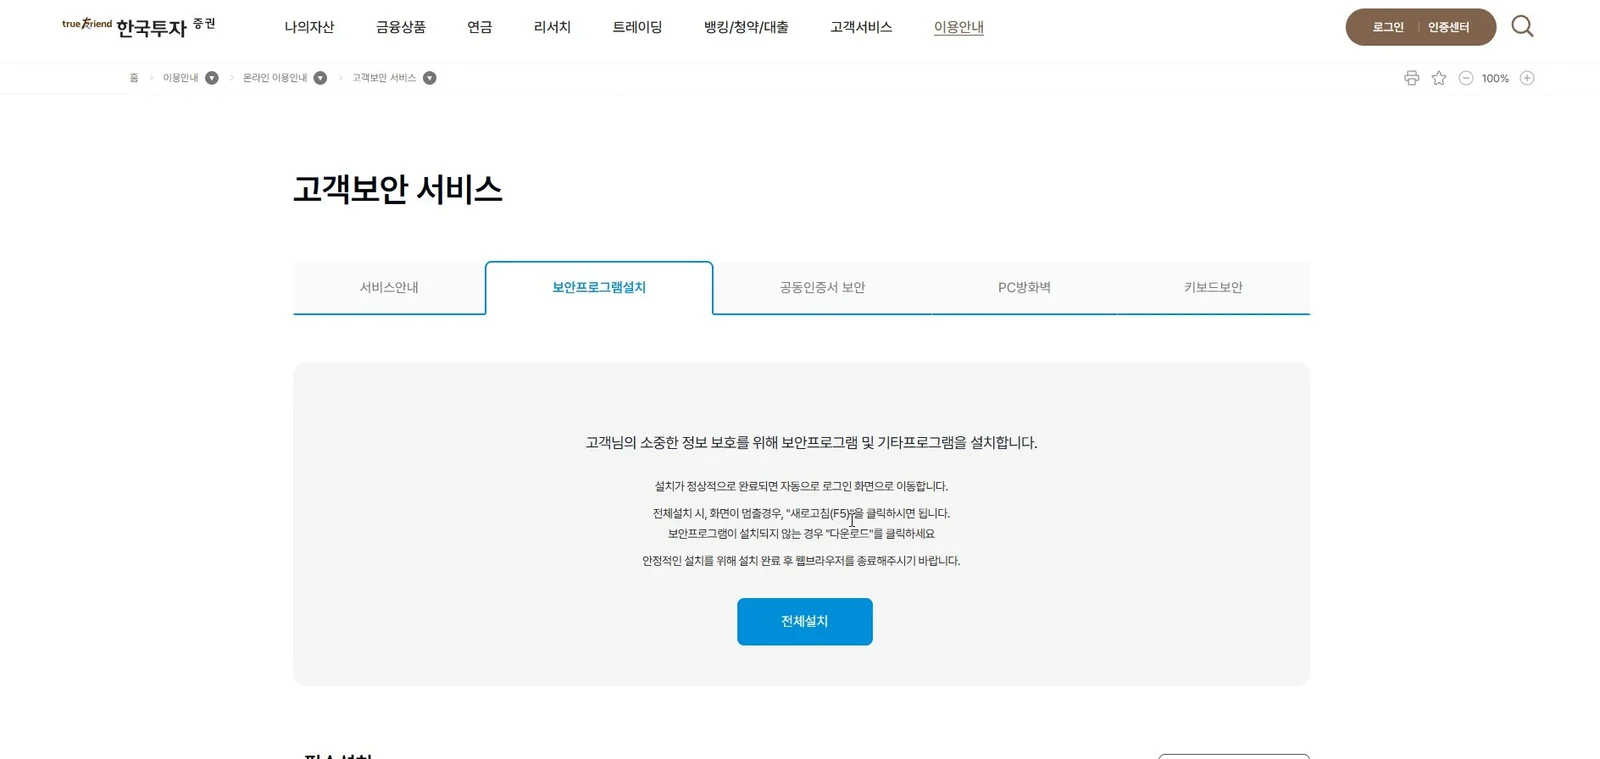 true Friend 한국투자 증권
나의자산 금융상품 연금 리서치 트레이딩 뱅킹/청약/대출 고객서비스 이용안내
로그인 인증센터
홈 이용안내 온라인 이용안내 고객보안 서비스
100%
고객보안 서비스
서비스안내 보안프로그램설치 공동인증서 보안 PC방화벽 키보드보안
고객님의 소중한 정보 보호를 위해 보안프로그램 및 기타프로그램을 설치합니다.
설치가 정상적으로 완료되면 자동으로 로그인 화면으로 이동합니다.
전체설치 시, 화면이 멈출경우, "새로고침(F5)"을 클릭하시면 됩니다.
보안프로그램이 설치되지 않는 경우 "다운로드"를 클릭하세요
안정적인 설치를 위해 설치 완료 후 웹브라우저를 종료해주시기 바랍니다.
전체설치